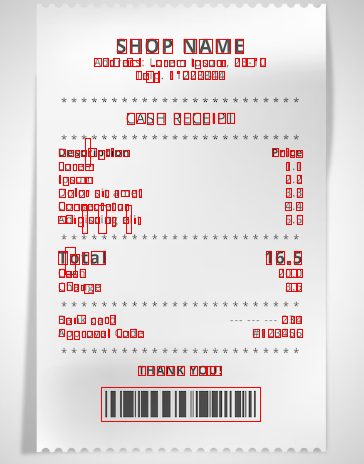 SHOP NAME
Address: Lorem Ipsum, 23-10
Telp. 11223344
* * * * * * * * * * * * * * * * * * * * * * * *
CASH RECEIPT
* * * * * * * * * * * * * * * * * * * * * * * *
Description Price
Lorem 1.1
Ipsum 2.2
Dolor sit amet 3.3
Consectetur 4.4
Adipiscing elit 5.5
* * * * * * * * * * * * * * * * * * * * * * * *
Total 16.5
Cash 20.0
Change 3.5
* * * * * * * * * * * * * * * * * * * * * * * *
Bank card --- --- --- 234
Approval Code #123456
* * * * * * * * * * * * * * * * * * * * * * * *
THANK YOU!